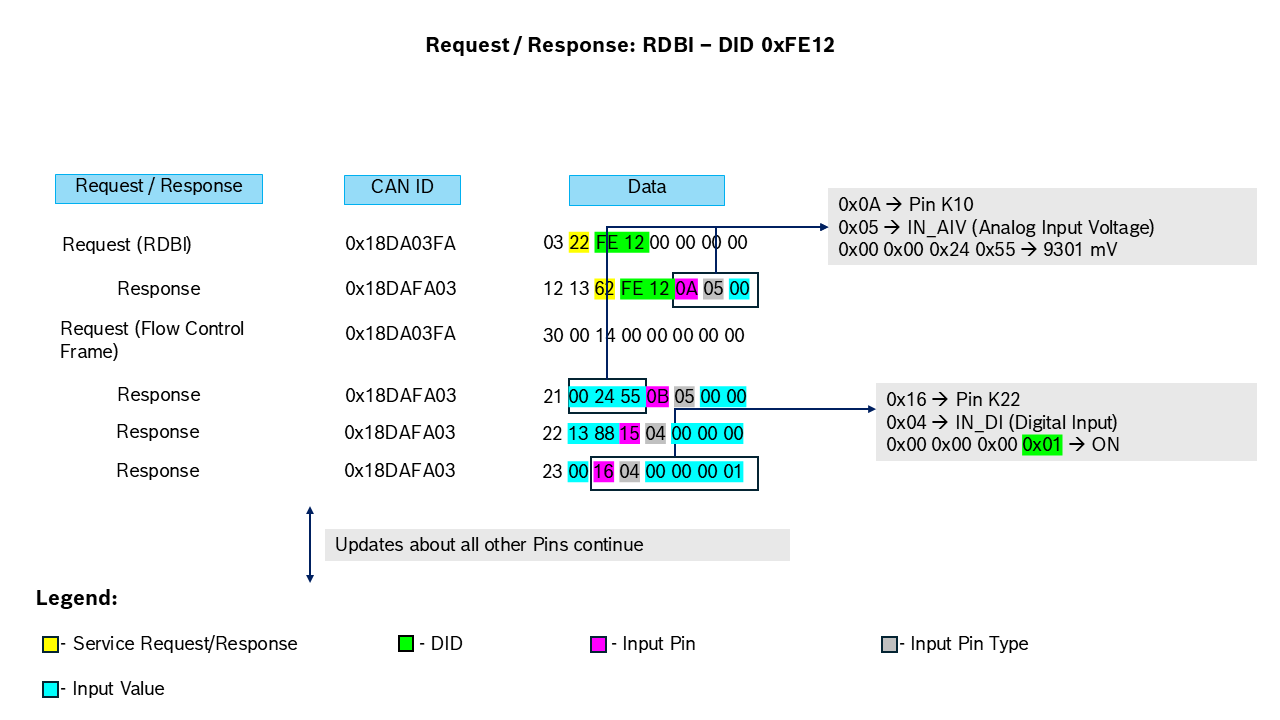 Request / Response: RDBI – DID 0xFE12
Request / Response CAN ID Data
Request (RDBI) 0x18DA03FA 03 22 FE 12 00 00 00 00
Response 0x18DAFA03 12 13 62 FE 12 0A 05 00
Request (Flow Control
Frame) 0x18DA03FA 30 00 14 00 00 00 00 00
Response 0x18DAFA03 21 00 24 55 0B 05 00 00
Response 0x18DAFA03 22 13 88 15 04 00 00 00
Response 0x18DAFA03 23 00 16 04 00 00 00 01
0x0A → Pin K10
0x05 → IN_AIV (Analog Input Voltage)
0x00 0x00 0x24 0x55 → 9301 mV
0x16 → Pin K22
0x04 → IN_DI (Digital Input)
0x00 0x00 0x00 0x01 → ON
Updates about all other Pins continue
Legend:
- Service Request/Response - DID - Input Pin - Input Pin Type
- Input Value